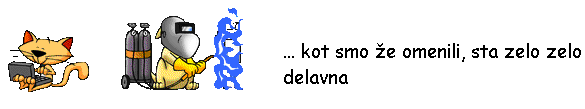 ... kot smo že omenili, sta zelo zelo
delavna